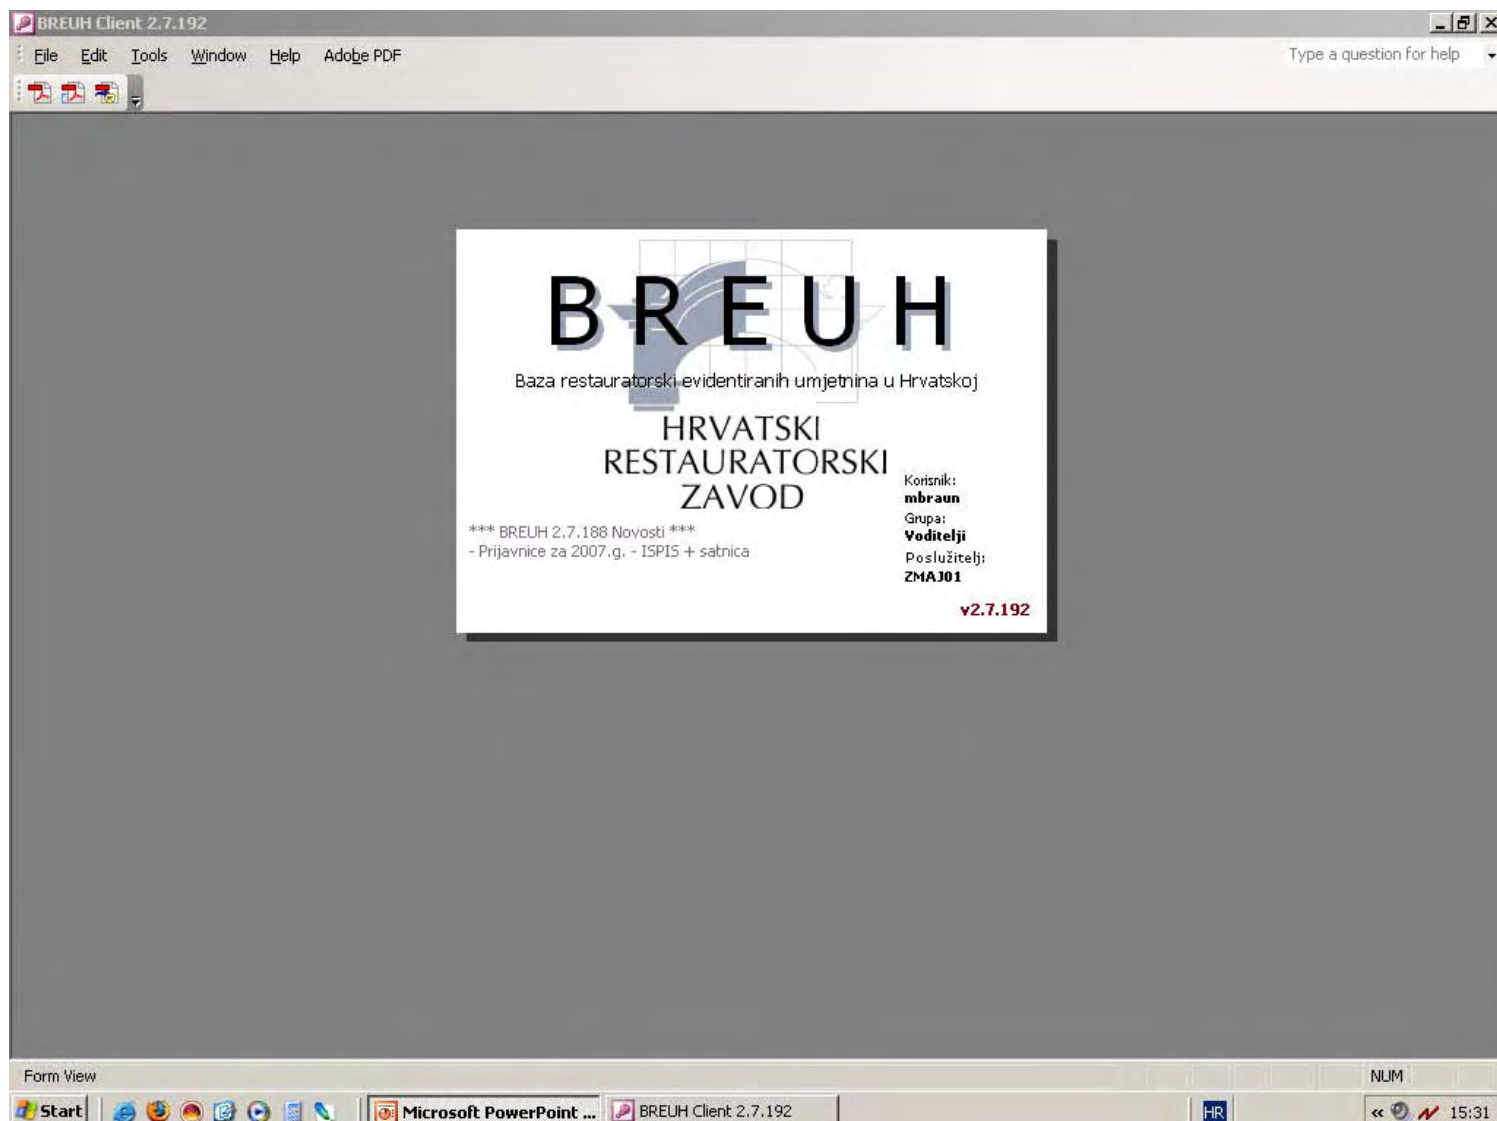 BREUH Client 2.7.192
File Edit Tools Window Help Adobe PDF
Type a question for help
B R E U H
Baza restauratorski evidentiranih umjetnina u Hrvatskoj
HRVATSKI
RESTAURATORSKI
ZAVOD
*** BREUH 2.7.188 Novosti ***
- Prijavnice za 2007.g. - ISPIS + satnica
Korisnik:
mbraun
Grupa:
Voditelji
Poslužitelj:
ZMAJ01
v2.7.192
Form View
NUM
Start
Microsoft PowerPoint ...
BREUH Client 2.7.192
HR
« 15:31